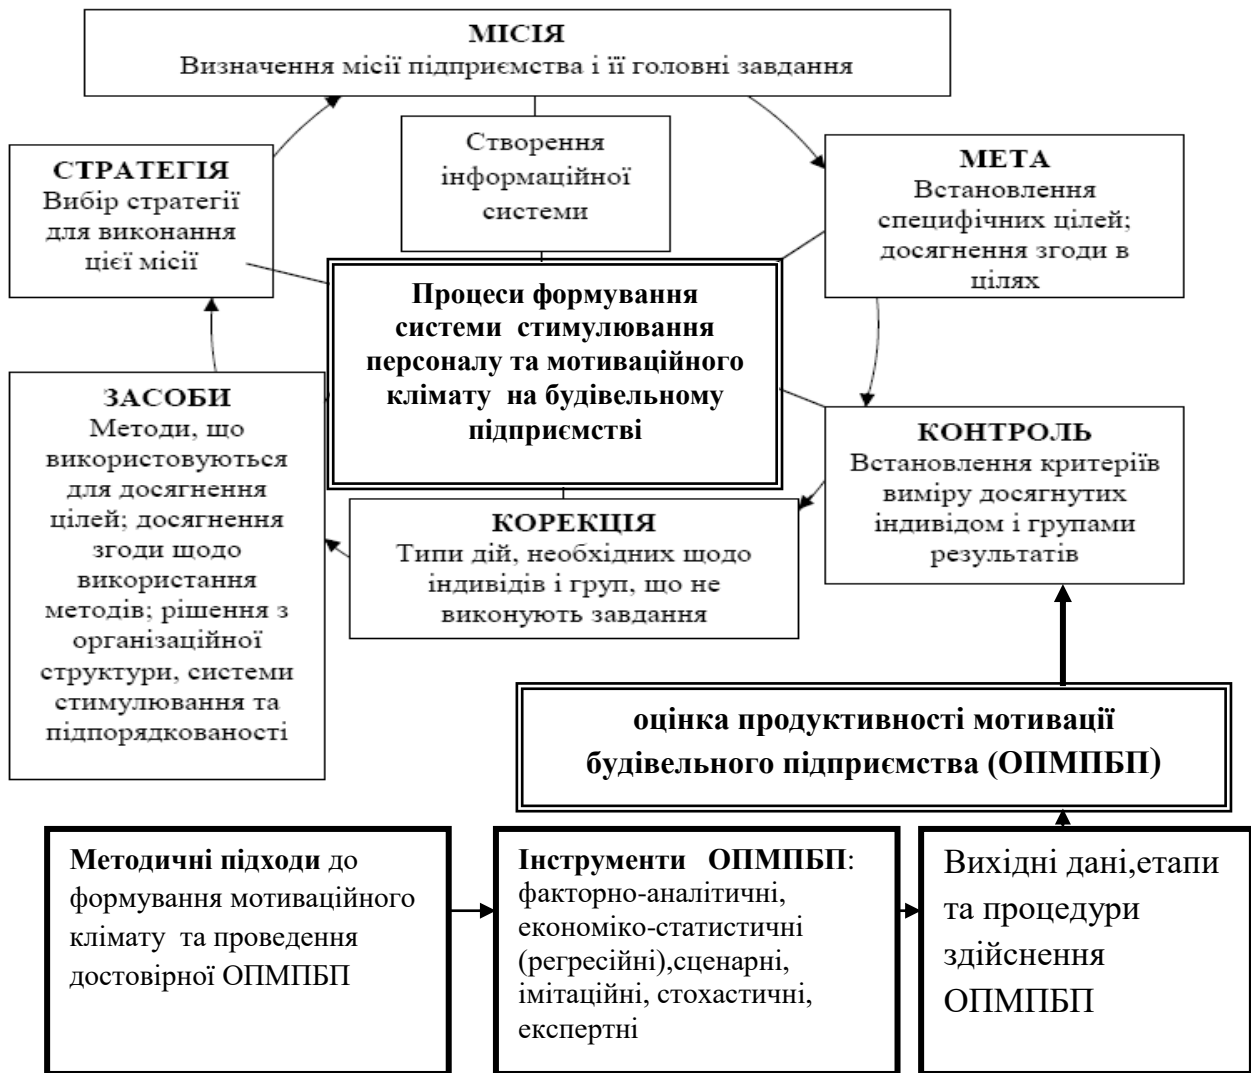 МІСІЯ
Визначення місії підприємства і її головні завдання
Створення
інформаційної
системи
СТРАТЕГІЯ
Вибір стратегії
для виконання
цієї місії
МЕТА
Встановлення
специфічних цілей;
досягнення згоди в
цілях
Процеси формування
системи стимулювання
персоналу та мотиваційного
клімату на будівельному
підприємстві
ЗАСОБИ
Методи, що
використовуються
для досягнення
цілей; досягнення
згоди щодо
використання
методів; рішення з
організаційної
структури, системи
стимулювання та
підпорядкованості
КОНТРОЛЬ
Встановлення критеріїв
виміру досягнутих
індивідом і групами
результатів
КОРЕКЦІЯ
Типи дій, необхідних щодо
індивідів і груп, що не
виконують завдання
оцінка продуктивності мотивації
будівельного підприємства (ОПМПБП)
Методичні підходи до
формування мотиваційного
клімату та проведення
достовірної ОПМПБП
Інструменти ОПМПБП:
факторно-аналітичні,
економіко-статистичні
(регресійні),сценарні,
імітаційні, стохастичні,
експертні
Вихідні дані,етапи
та процедури
здійснення
ОПМПБП